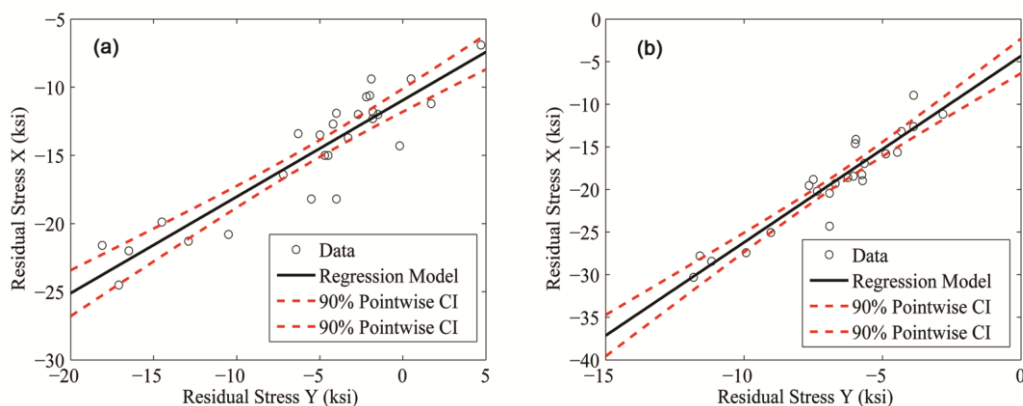 (a)
−5
−10
−15
−20
−25
−30
Residual Stress X (ksi)
−20 −15 −10 −5 0 5
Residual Stress Y (ksi)
Data
Regression Model
90% Pointwise CI
90% Pointwise CI
(b)
0
−5
−10
−15
−20
−25
−30
−35
−40
Residual Stress X (ksi)
−15 −10 −5 0
Residual Stress Y (ksi)
Data
Regression Model
90% Pointwise CI
90% Pointwise CI